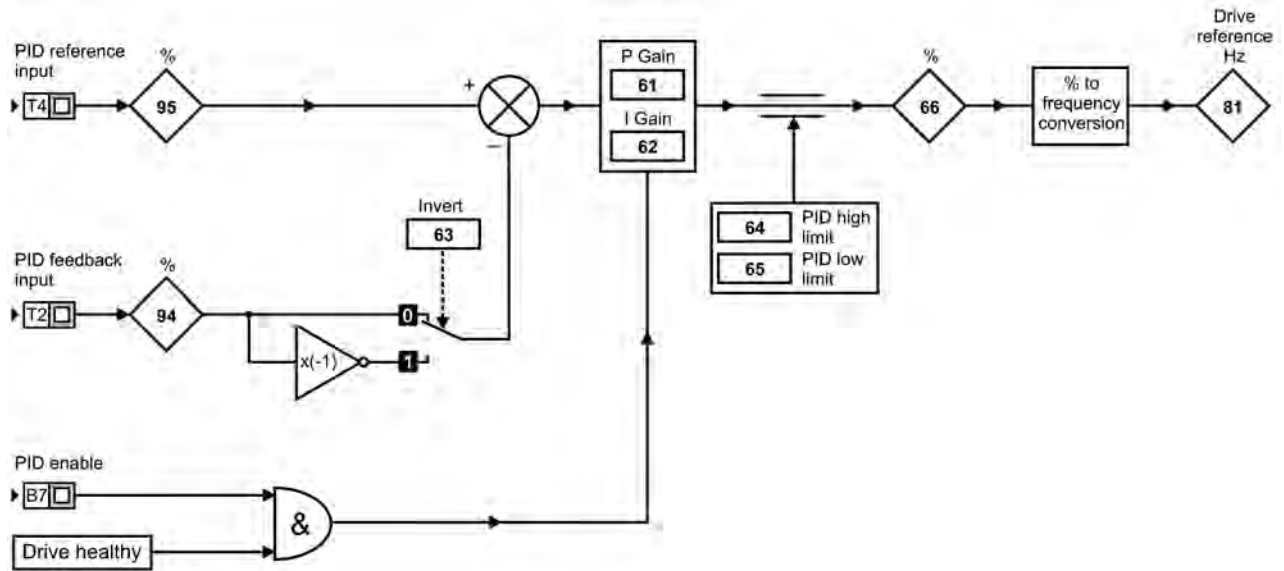 PID reference
input
T4
%
95
+
−
P Gain
61
I Gain
62
%
66
% to
frequency
conversion
Drive
reference
Hz
81
Invert
63
64
PID high
limit
65
PID low
limit
PID feedback
input
T2
%
94
0
x(-1)
1
PID enable
B7
&
Drive healthy